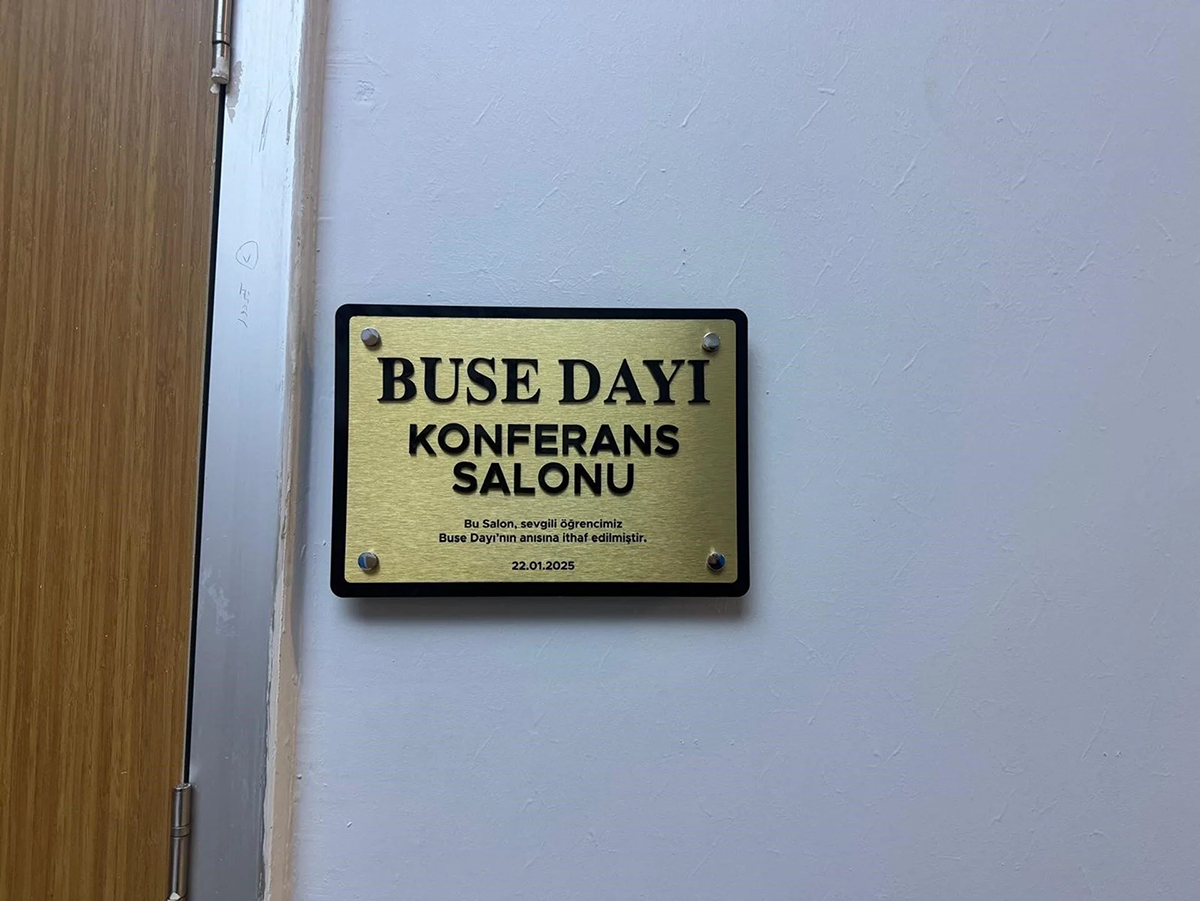 BUSE DAYI
KONFERANS
SALONU
Bu Salon, sevgili öğrencimiz
Buse Dayı'nın anısına ithaf edilmiştir.
22.01.2025